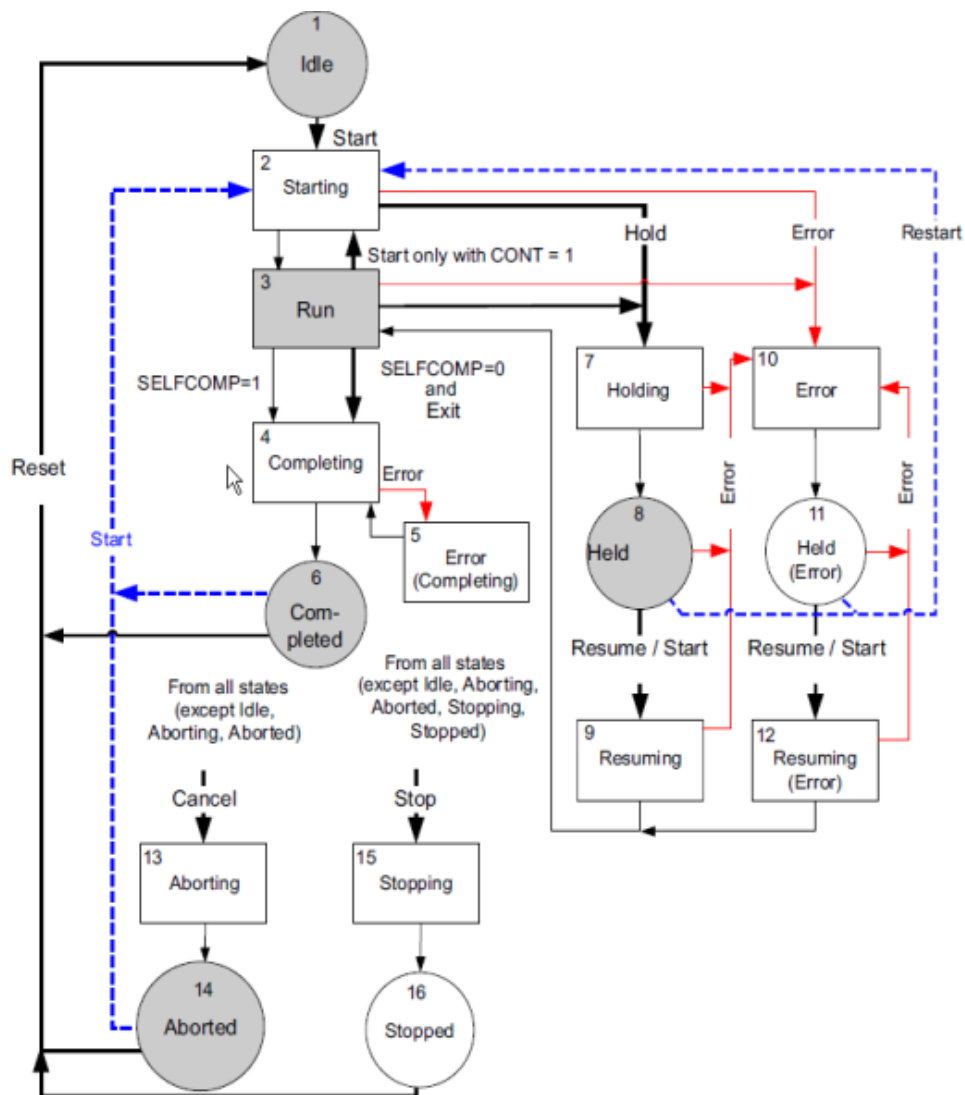 1
Idle
Start
2
Starting
Hold
Error
Restart
Start only with CONT = 1
3
Run
SELFCOMP=1
SELFCOMP=0
and
Exit
7
Holding
10
Error
4
Completing
Error
Reset
Error
Error
5
Error
(Completing)
Start
8
Held
11
Held
(Error)
6
Com-
pleted
Resume / Start
Resume / Start
From all states
(except Idle,
Aborting, Aborted)
From all states
(except Idle, Aborting,
Aborted, Stopping,
Stopped)
9
Resuming
12
Resuming
(Error)
Cancel
Stop
13
Aborting
15
Stopping
14
Aborted
16
Stopped